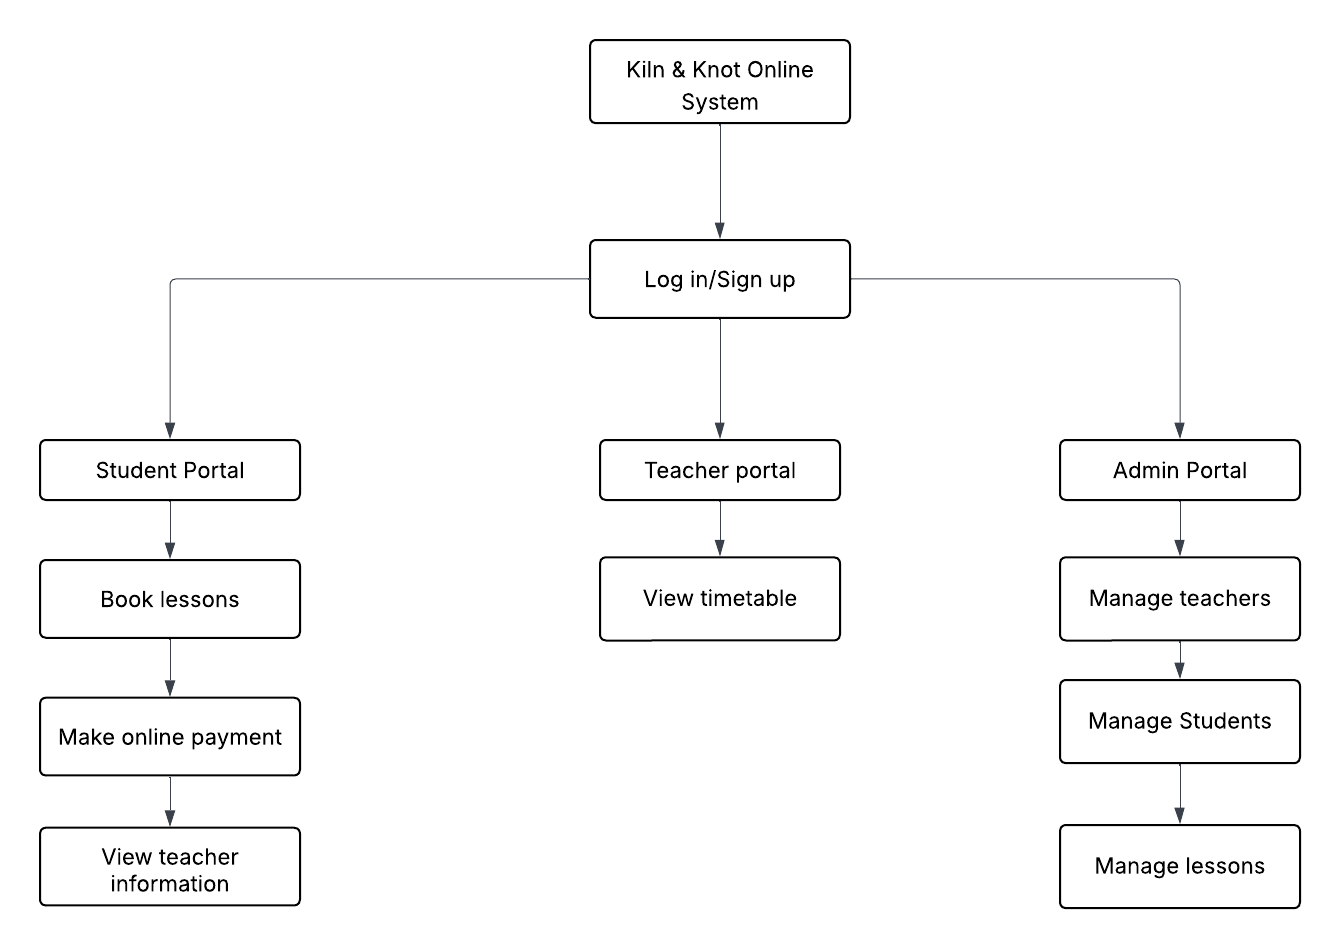 Kiln & Knot Online
System
Log in/Sign up
Student Portal
Teacher portal
Admin Portal
Book lessons
View timetable
Manage teachers
Make online payment
Manage Students
View teacher
information
Manage lessons